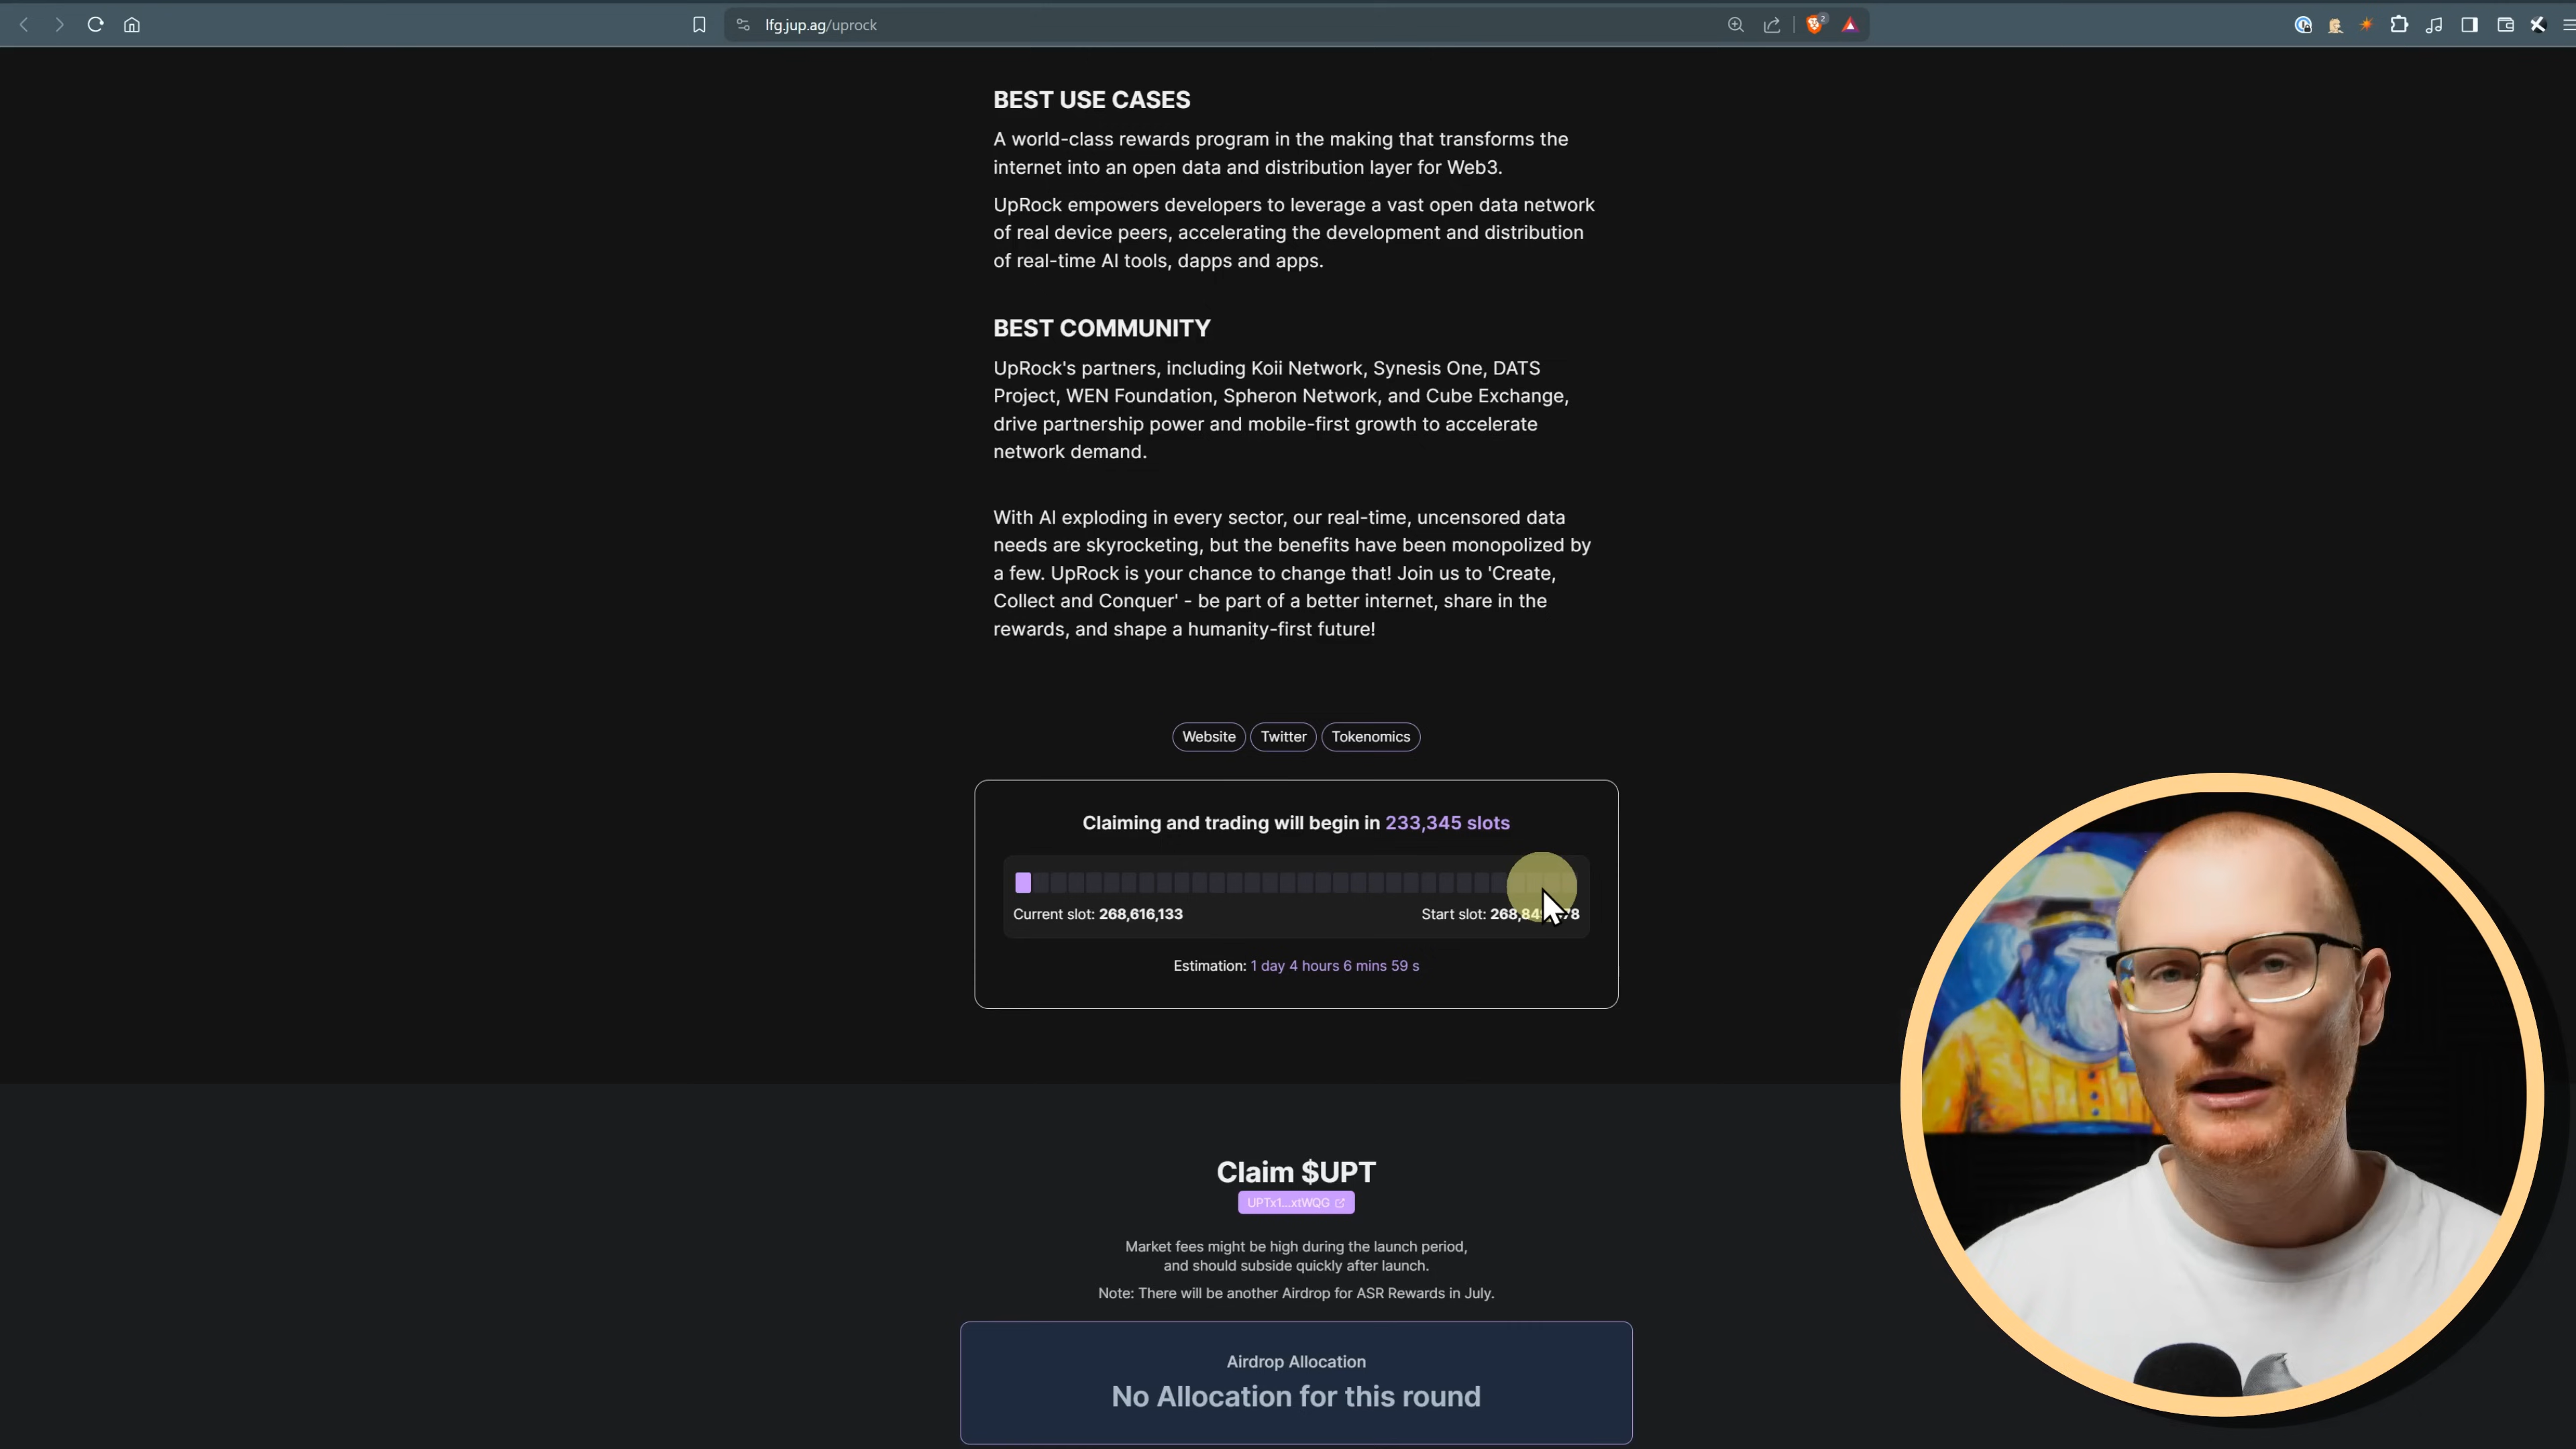 lfg.jup.ag/uprock
2
BEST USE CASES
A world-class rewards program in the making that transforms the
internet into an open data and distribution layer for Web3.
UpRock empowers developers to leverage a vast open data network
of real device peers, accelerating the development and distribution
of real-time AI tools, dapps and apps.
BEST COMMUNITY
UpRock's partners, including Koii Network, Synesis One, DATS
Project, WEN Foundation, Spheron Network, and Cube Exchange,
drive partnership power and mobile-first growth to accelerate
network demand.
With AI exploding in every sector, our real-time, uncensored data
needs are skyrocketing, but the benefits have been monopolized by
a few. UpRock is your chance to change that! Join us to 'Create,
Collect and Conquer' - be part of a better internet, share in the
rewards, and shape a humanity-first future!
Website Twitter Tokenomics
Claiming and trading will begin in 233,345 slots
Current slot: 268,616,133 Start slot:
Estimation: 1 day 4 hours 6 mins 59 s
Claim $UPT
UPTx1...xtWQG
Market fees might be high during the launch period,
and should subside quickly after launch.
Note: There will be another Airdrop for ASR Rewards in July.
Airdrop Allocation
No Allocation for this round